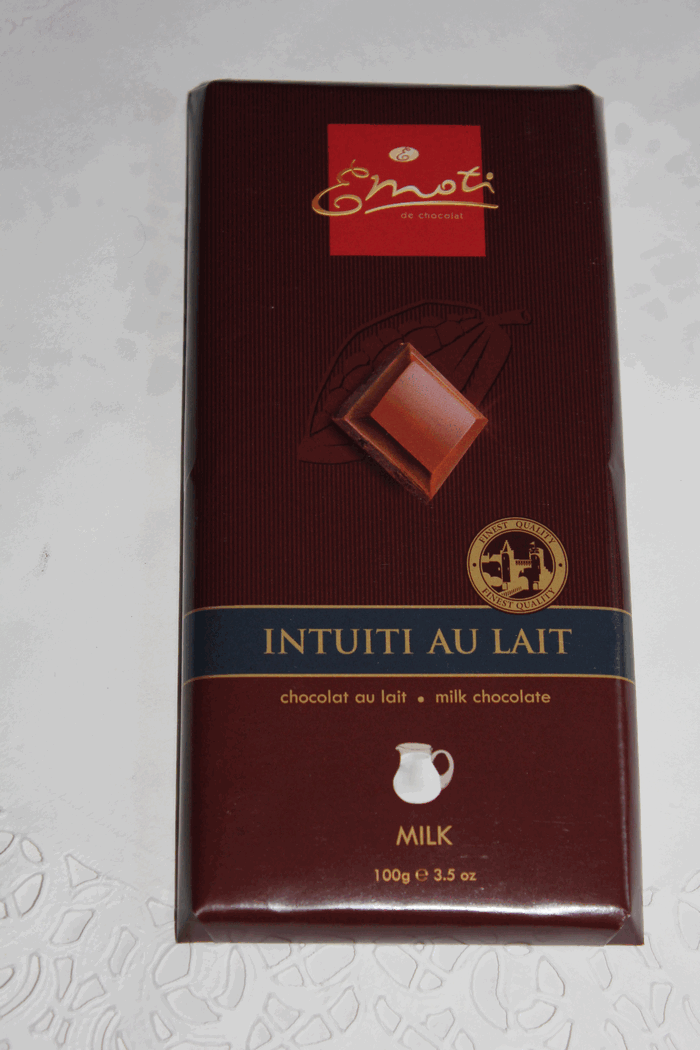 E
Emoti
de chocolat
FINEST QUALITY
FINEST QUALITY
INTUITI AU LAIT
chocolat au lait • milk chocolate
MILK
100g ℮ 3.5 oz